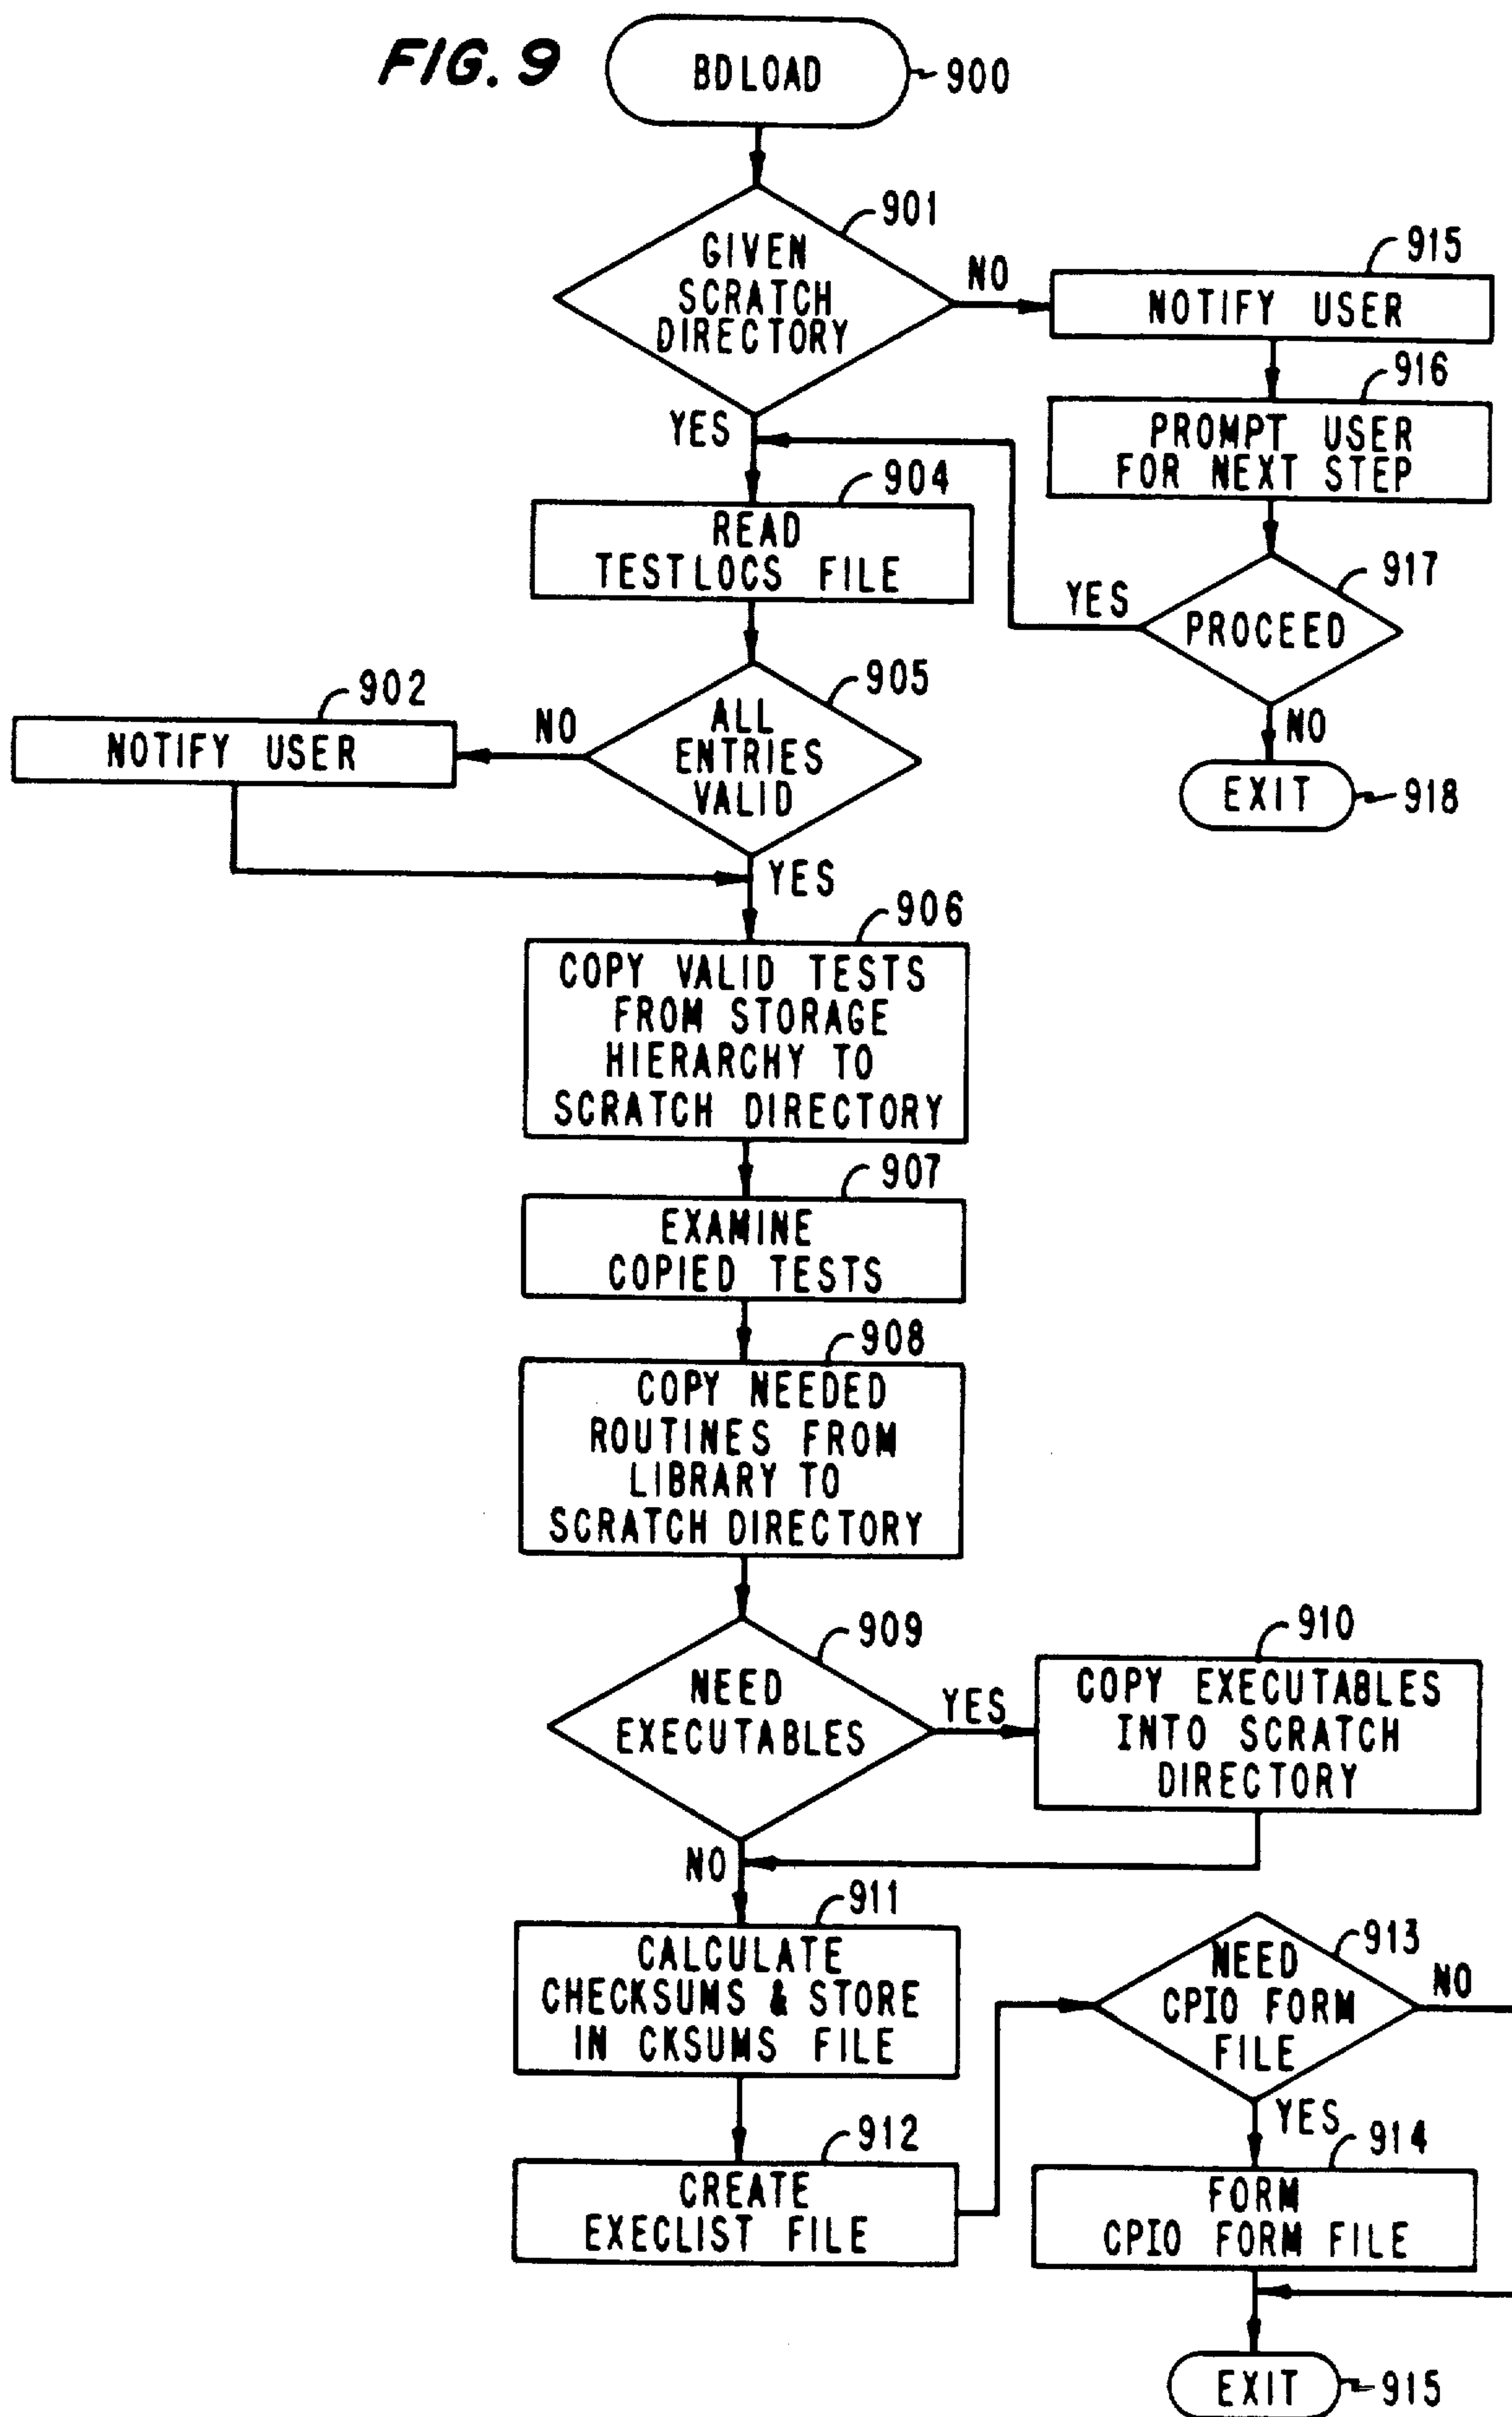 FIG. 9
BDLOAD
900
901
GIVEN
SCRATCH
DIRECTORY
NO
915
NOTIFY USER
916
PROMPT USER
FOR NEXT STEP
YES
904
READ
TESTLOCS FILE
917
YES
PROCEED
NO
EXIT
918
902
NOTIFY USER
NO
905
ALL
ENTRIES
VALID
YES
906
COPY VALID TESTS
FROM STORAGE
HIERARCHY TO
SCRATCH DIRECTORY
907
EXAMINE
COPIED TESTS
908
COPY NEEDED
ROUTINES FROM
LIBRARY TO
SCRATCH DIRECTORY
909
NEED
EXECUTABLES
YES
910
COPY EXECUTABLES
INTO SCRATCH
DIRECTORY
NO
911
CALCULATE
CHECKSUMS & STORE
IN CKSUMS FILE
912
CREATE
EXECLIST FILE
913
NEED
CPIO FORM
FILE
NO
YES
914
FORM
CPIO FORM FILE
EXIT
915